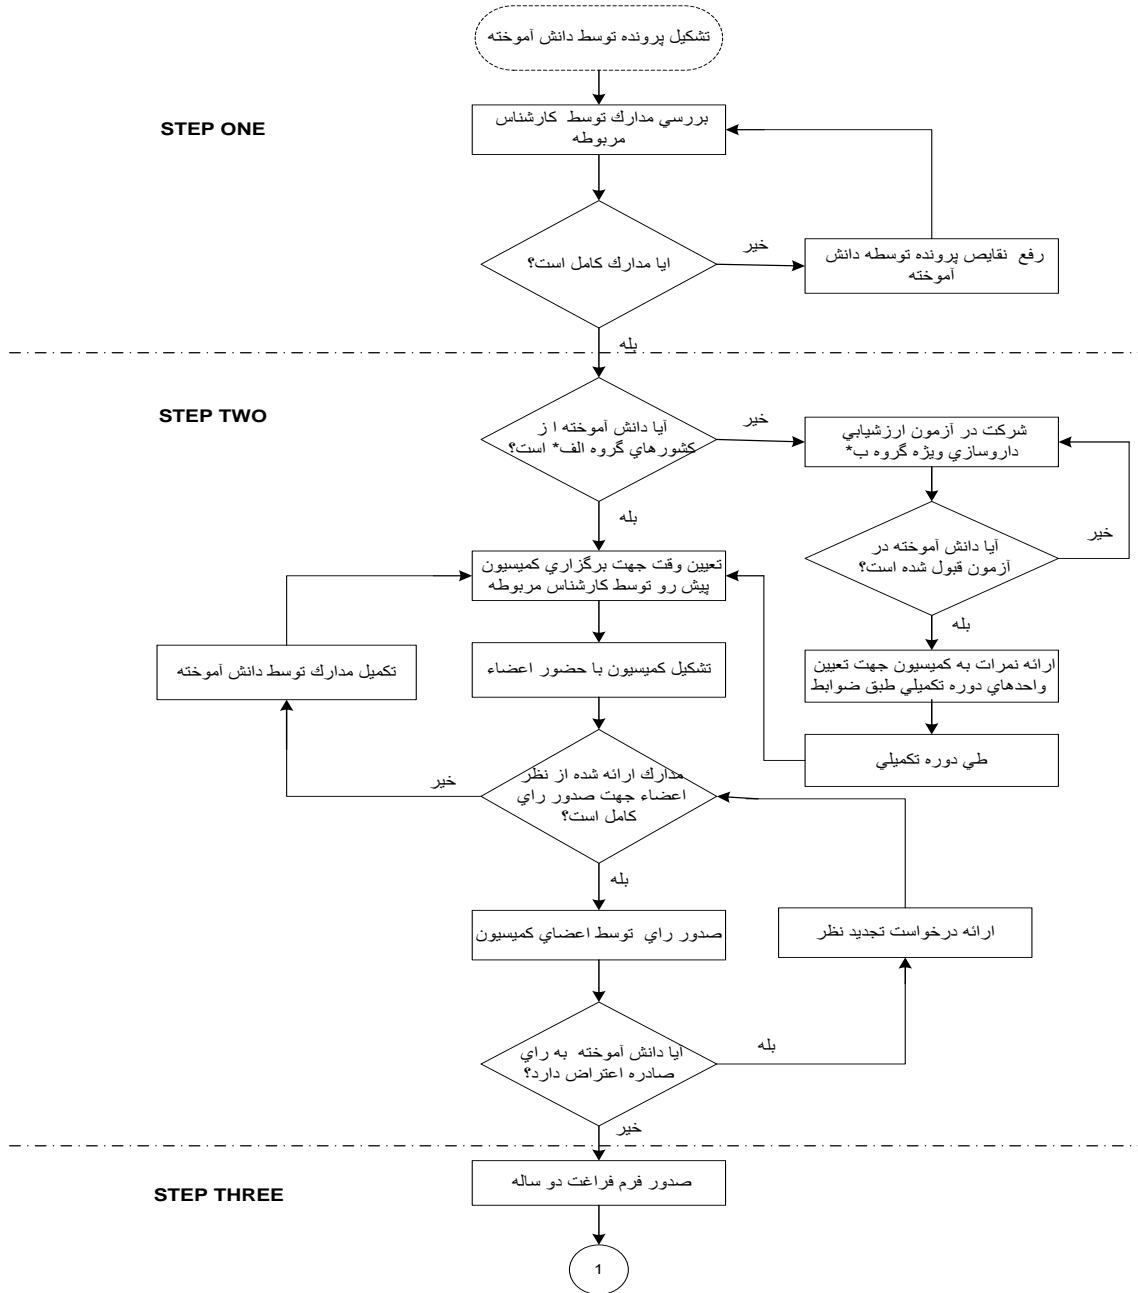 تشكيل پرونده توسط دانش آموخته
STEP ONE
بررسي مدارك توسط كارشناس
مربوطه
ايا مدارك كامل است؟
خير
رفع نقايص پرونده توسطه دانش
آموخته
بله
STEP TWO
آيا دانش آموخته ا ز
كشورهاي گروه الف* است؟
خير
شركت در آزمون ارزشيابي
داروسازي ويژه گروه ب*
بله
آيا دانش آموخته در
آزمون قبول شده است؟
خير
بله
تعيين وقت جهت برگزاري كميسيون
پيش رو توسط كارشناس مربوطه
ارائه نمرات به كميسيون جهت تعيين
واحدهاي دوره تكميلي طبق ضوابط
طي دوره تكميلي
تشكيل كميسيون با حضور اعضاء
تكميل مدارك توسط دانش آموخته
مدارك ارائه شده از نظر
اعضاء جهت صدور راي
كامل است؟
خير
بله
صدور راي توسط اعضاي كميسيون
ارائه درخواست تجديد نظر
ايا دانش آموخته به راي
صادره اعتراض دارد؟
بله
خير
STEP THREE
صدور فرم فراغت دو ساله
1